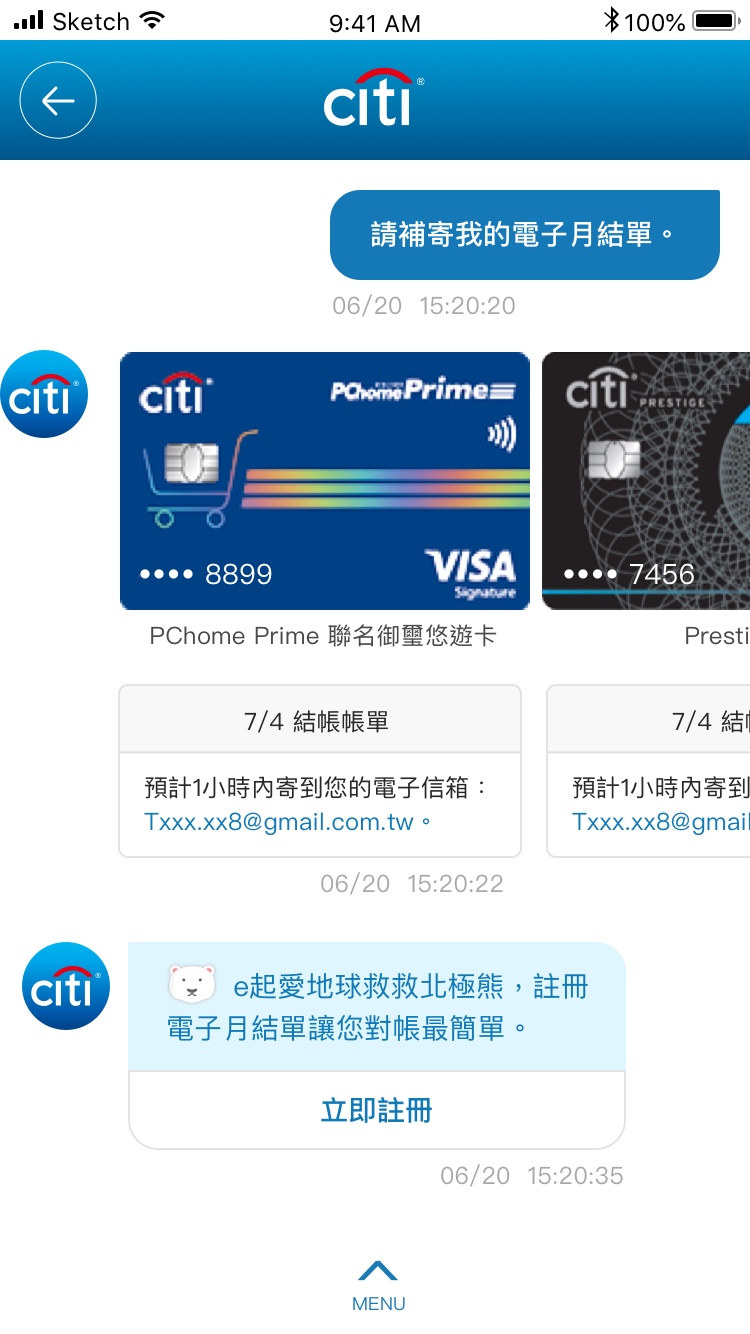 Sketch 9:41 AM 100%
citi®
請補寄我的電子月結單。
06/20 15:20:20
citi®
citi® PChome Prime
•••• 8899
VISA
Signature
citi® PRESTIGE
•••• 7456
PChome Prime 聯名御璽悠遊卡
Presti
7/4 結帳帳單
預計1小時內寄到您的電子信箱：
Txxx.xx8@gmail.com.tw。
7/4 結
預計1小時內寄到
Txxx.xx8@gmail
06/20 15:20:22
citi®
e起愛地球救救北極熊，註冊
電子月結單讓您對帳最簡單。
立即註冊
06/20 15:20:35
MENU